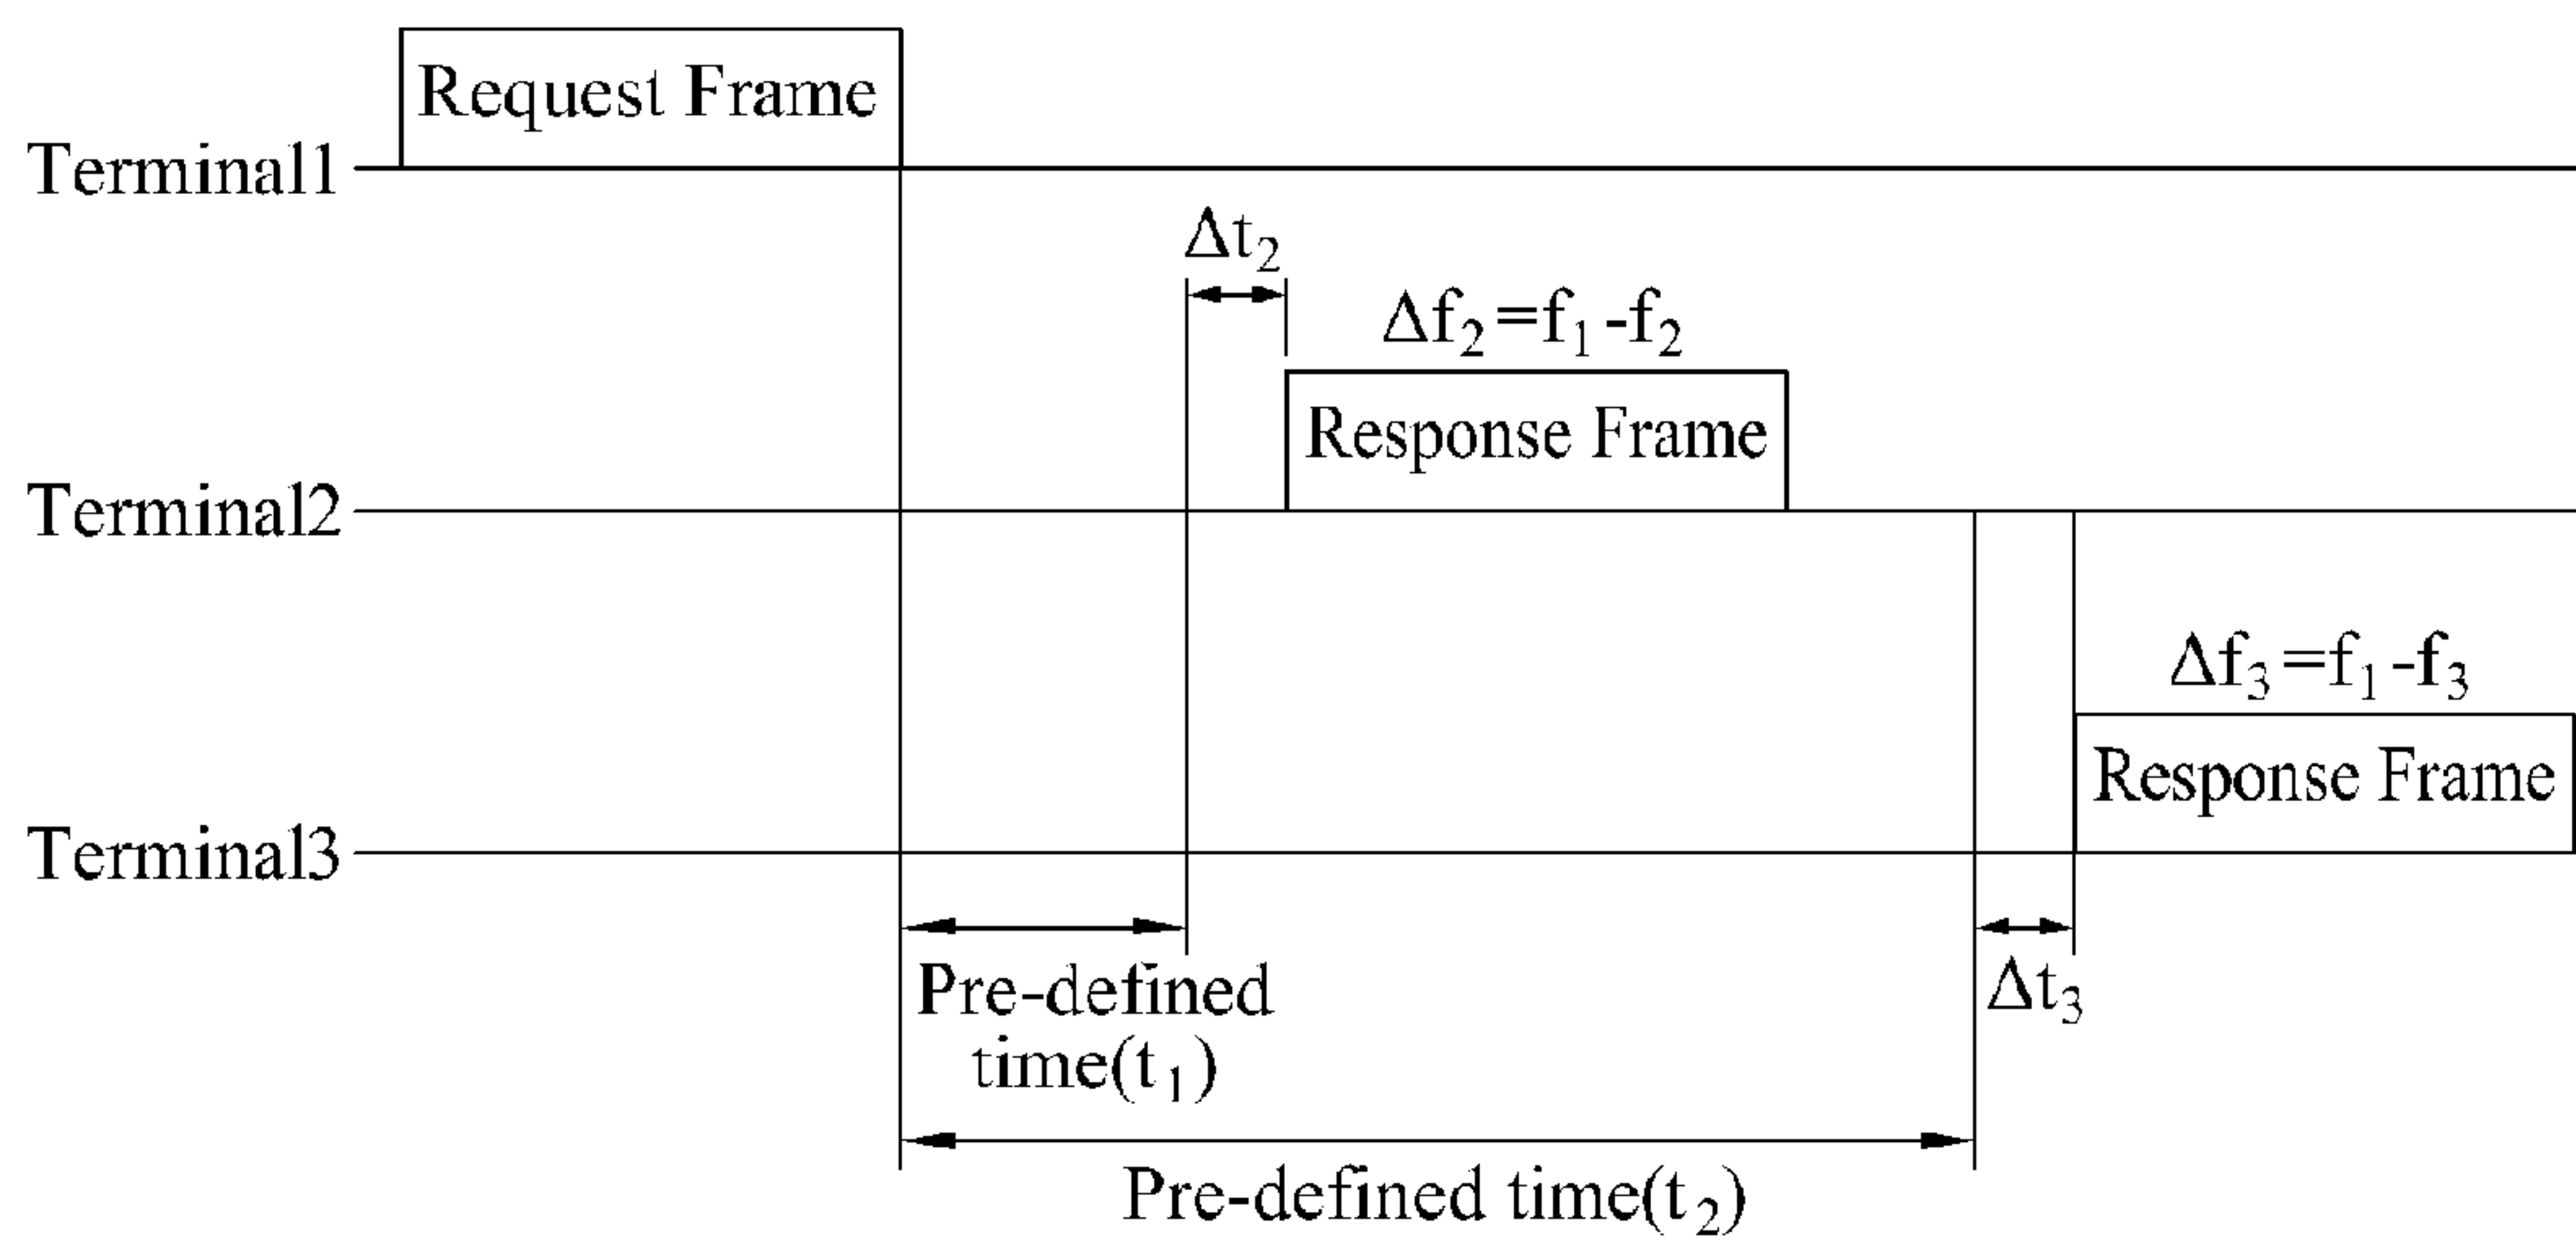 Request Frame
Terminal1
Δt₂
Δf₂=f₁-f₂
Response Frame
Terminal2
Δf₃=f₁-f₃
Response Frame
Terminal3
Pre-defined
time(t₁)
Δt₃
Pre-defined time(t₂)